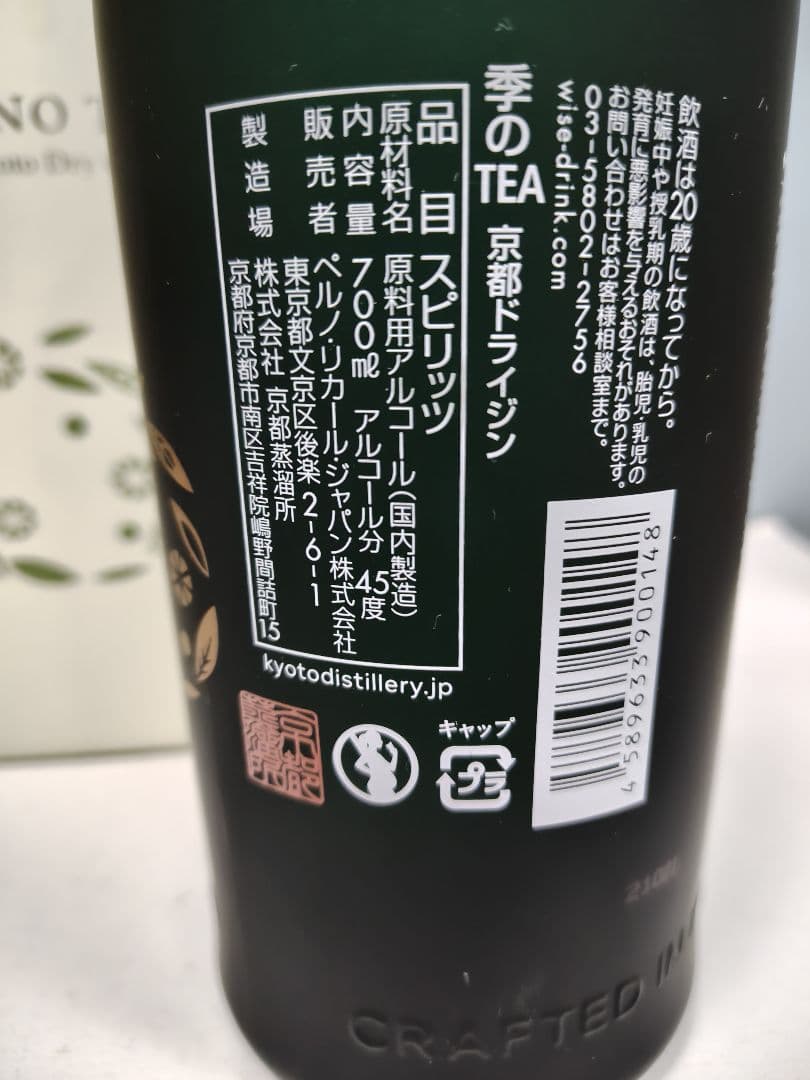 飲酒は20歳になってから。
妊娠中や授乳期の飲酒は、胎児・乳児の
発育に悪影響を与えるおそれがあります。
お問い合わせはお客様相談室まで。
03-5802-2756
wise-drink.com
季のTEA 京都ドライジン
品目 スピリッツ
原材料名 原料用アルコール(国内製造)
内容量 700㎖ アルコール分 45度
販売者 ペルノ・リカール・ジャパン株式会社
東京都文京区後楽2-6-1
製造場 株式会社 京都蒸溜所
京都府京都市南区吉祥院嶋野間詰町15
kyotodistillery.jp
キャップ
プラ
4589633900148
CRAFTED IN
NO T
Dry